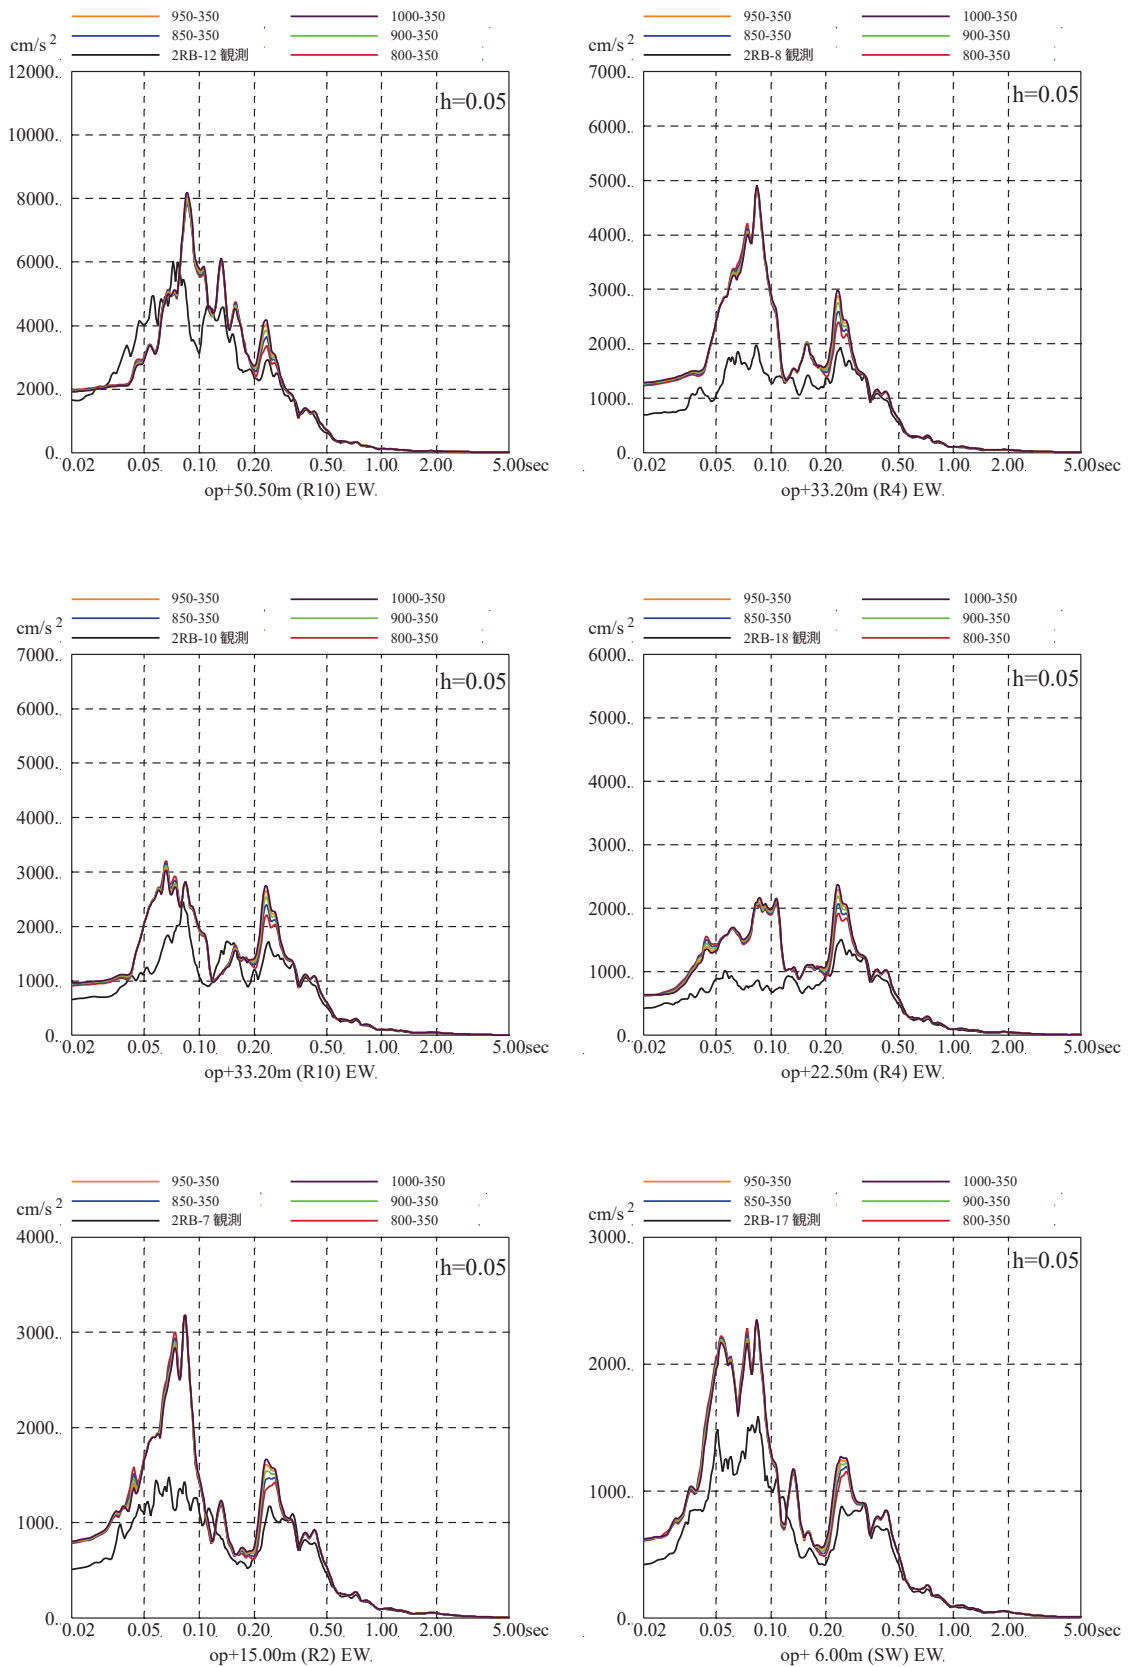 950-350 1000-350
cm/s 2 850-350 900-350
2RB-12 観測 800-350
12000.
h=0.05
10000.
8000.
6000.
4000.
2000.
0.
0.02 0.05 0.10 0.20 0.50 1.00 2.00 5.00sec
op+50.50m (R10) EW.
950-350 1000-350
cm/s 2 850-350 900-350
2RB-8 観測 800-350
7000.
h=0.05
6000.
5000.
4000.
3000.
2000.
1000.
0.
0.02 0.05 0.10 0.20 0.50 1.00 2.00 5.00sec
op+33.20m (R4) EW.
950-350 1000-350
cm/s 2 850-350 900-350
2RB-10 観測 800-350
7000.
h=0.05
6000.
5000.
4000.
3000.
2000.
1000.
0.
0.02 0.05 0.10 0.20 0.50 1.00 2.00 5.00sec
op+33.20m (R10) EW.
950-350 1000-350
cm/s 2 850-350 900-350
2RB-18 観測 800-350
6000.
h=0.05
5000.
4000.
3000.
2000.
1000.
0.
0.02 0.05 0.10 0.20 0.50 1.00 2.00 5.00sec
op+22.50m (R4) EW.
950-350 1000-350
cm/s 2 850-350 900-350
2RB-7 観測 800-350
4000.
h=0.05
3000.
2000.
1000.
0.
0.02 0.05 0.10 0.20 0.50 1.00 2.00 5.00sec
op+15.00m (R2) EW.
950-350 1000-350
cm/s 2 850-350 900-350
2RB-17 観測 800-350
3000.
h=0.05
2000.
1000.
0.
0.02 0.05 0.10 0.20 0.50 1.00 2.00 5.00sec
op+ 6.00m (SW) EW.